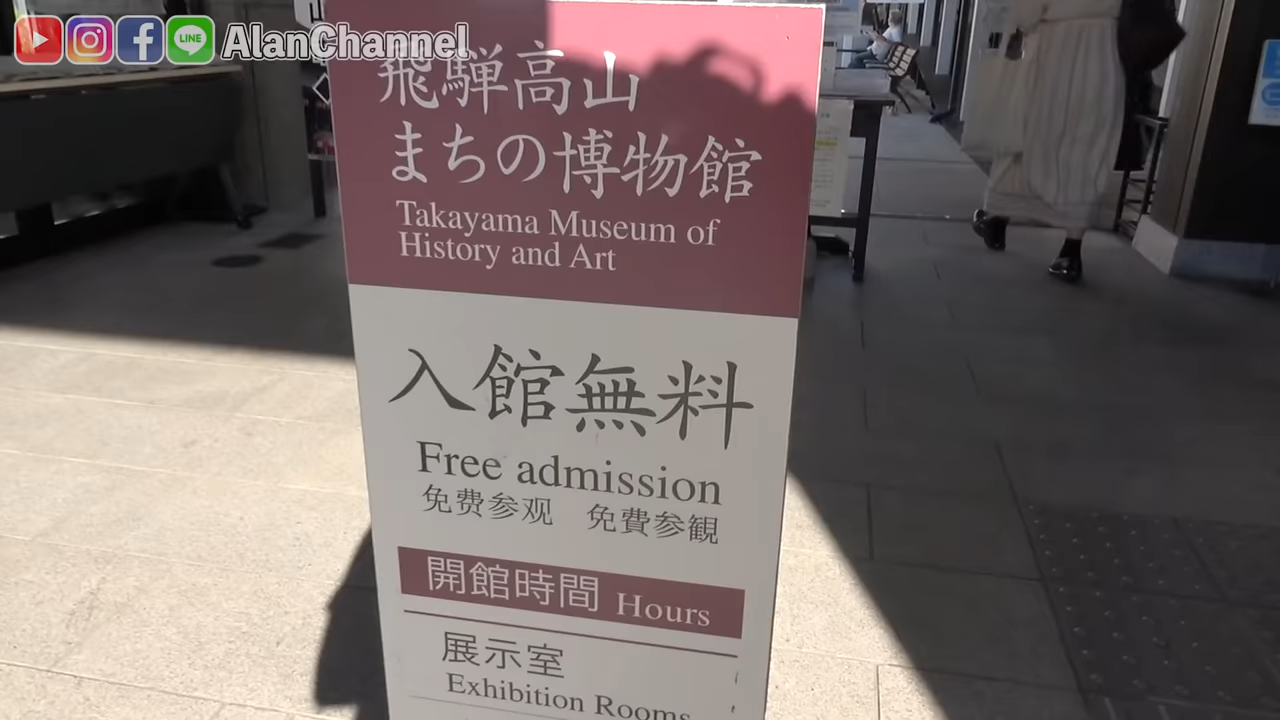 LINE
AlanChannel
飛騨高山
まちの博物館
Takayama Museum of
History and Art
入館無料
Free admission
免费参观 免費参観
開館時間 Hours
展示室
Exhibition Rooms